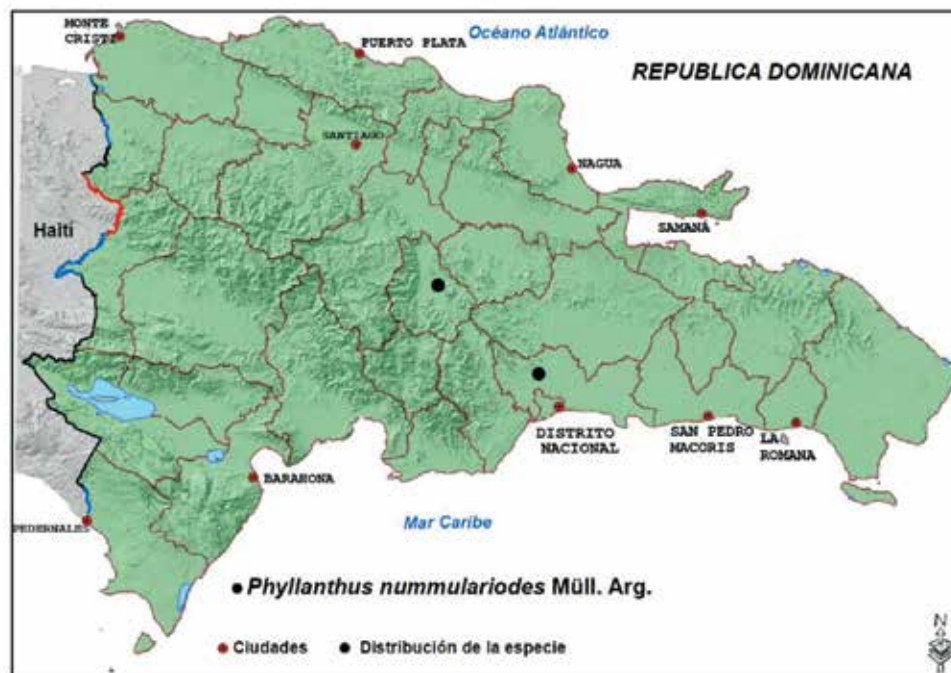 MONTE
CRISTI
PUERTO PLATA
Océano Atlántico
REPUBLICA DOMINICANA
SANTIAGO
NAGUA
SAMANÁ
Haití
DISTRITO
NACIONAL
SAN PEDRO
MACORIS
LA
ROMANA
BARAHONA
PEDERNALES
Mar Caribe
Phyllanthus nummulariodes Müll. Arg.
Ciudades
Distribución de la especie
N